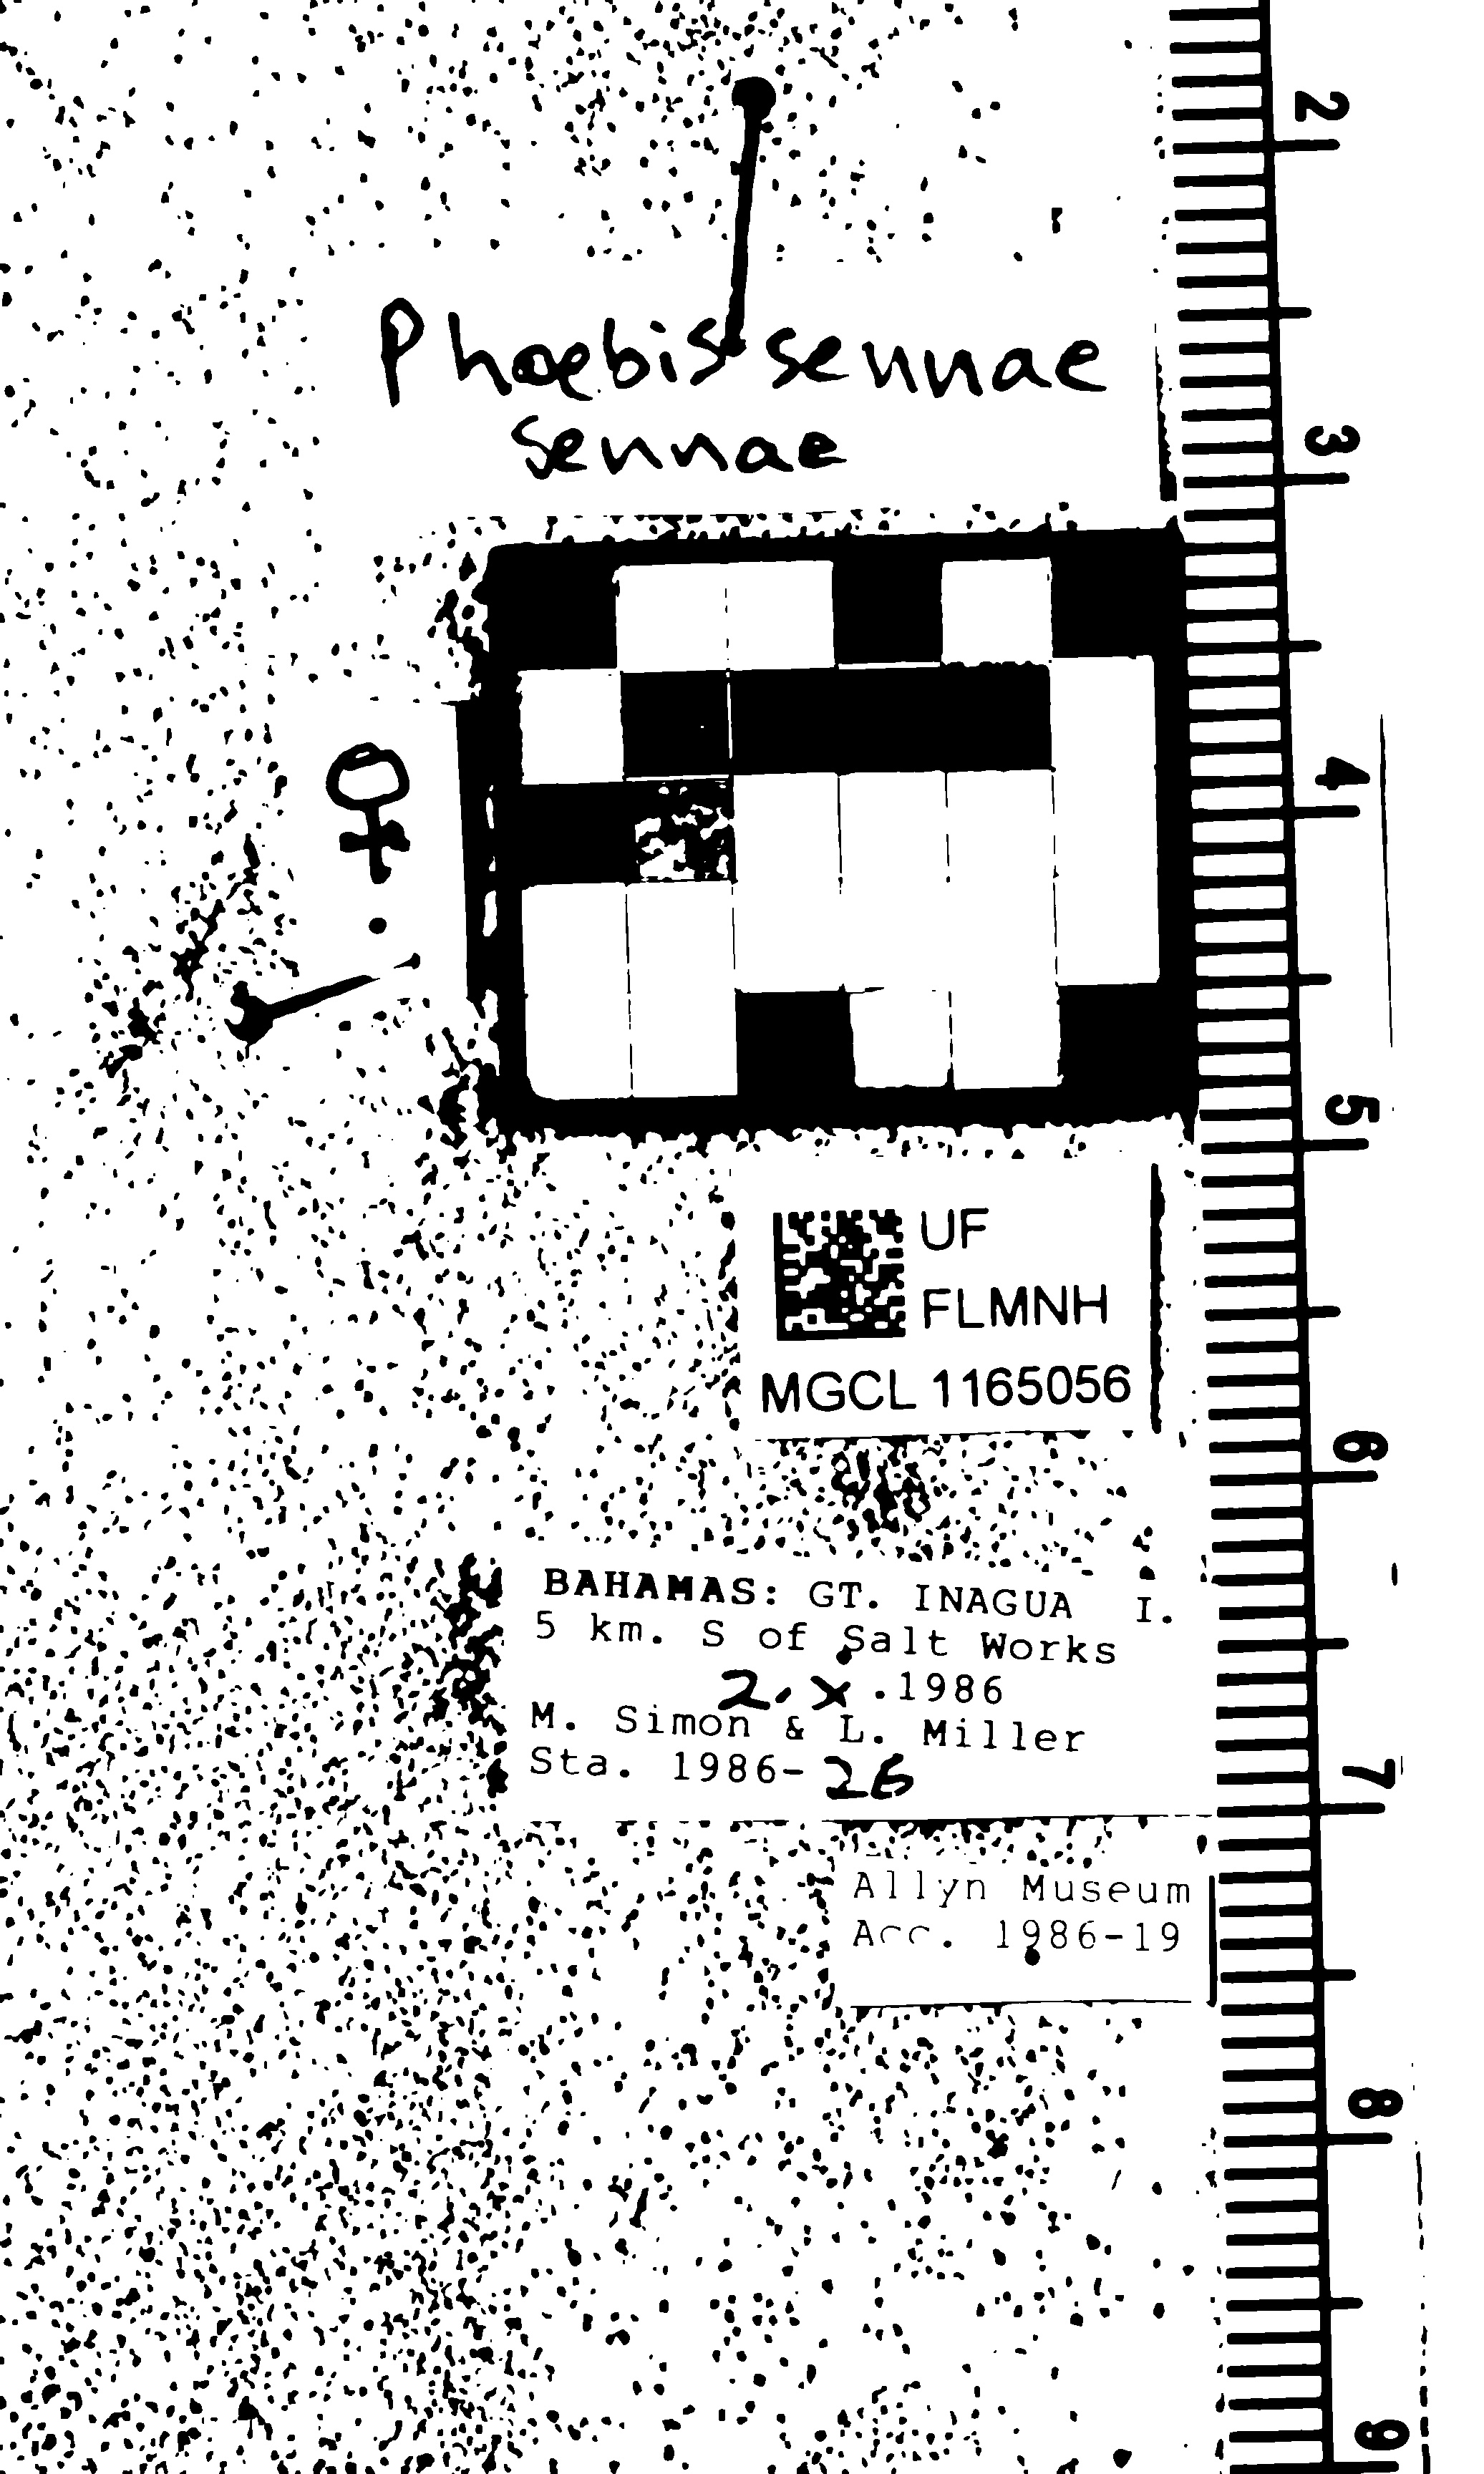 Phoebis sennae
sennae
♀
UF
FLMNH
MGCL 1165056
BAHAMAS: GT. INAGUA I.
5 km. S of Salt Works
2.X.1986
M. Simon & L. Miller
Sta. 1986-26
Allyn Museum
Acc. 1986-19
2
3
4
5
6
7
8
9